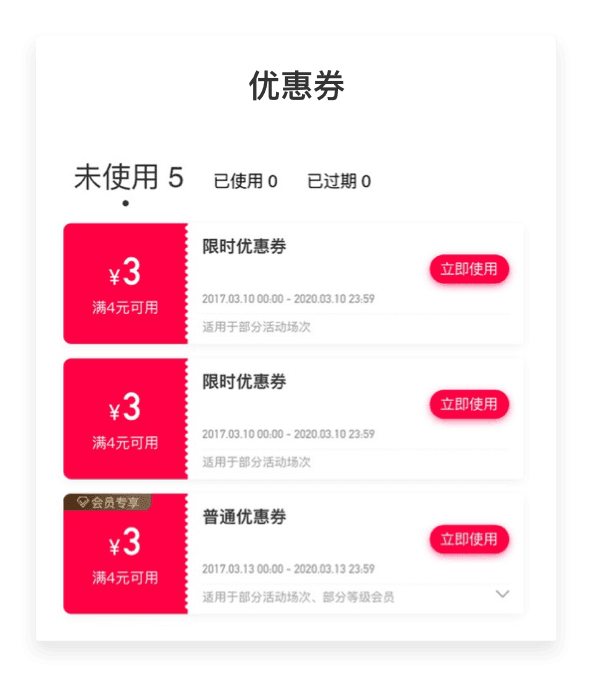 优惠券
未使用 5 已使用 0 已过期 0
¥3
满4元可用
限时优惠券
立即使用
2017.03.10 00:00 - 2020.03.10 23:59
适用于部分活动场次
¥3
满4元可用
限时优惠券
立即使用
2017.03.10 00:00 - 2020.03.10 23:59
适用于部分活动场次
会员专享
¥3
满4元可用
普通优惠券
立即使用
2017.03.13 00:00 - 2020.03.13 23:59
适用于部分活动场次、部分等级会员